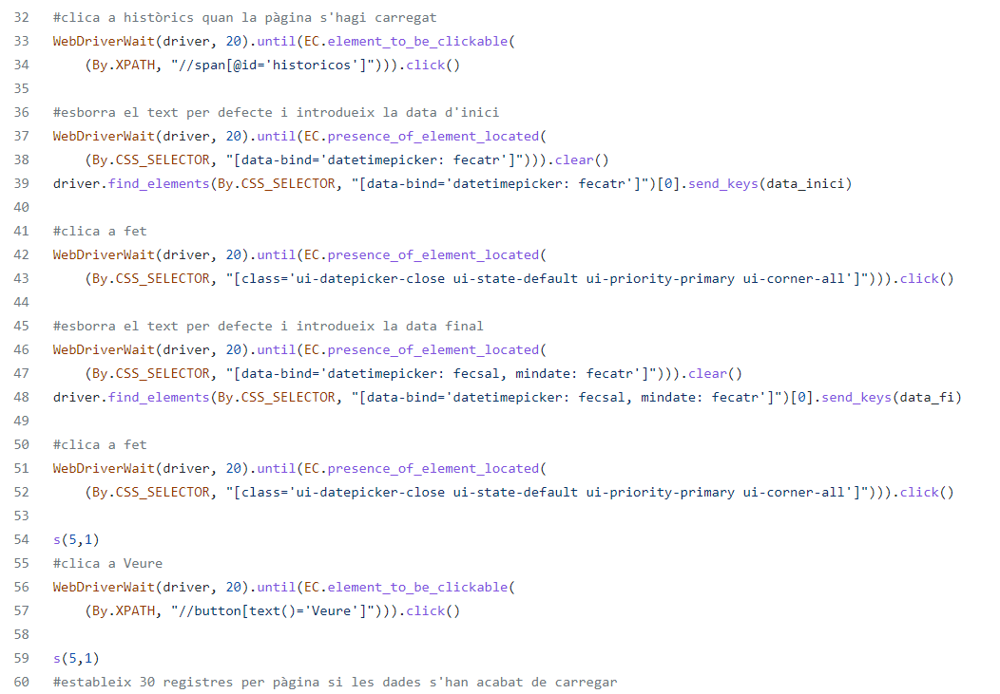 32 #clica a històrics quan la pàgina s'hagi carregat
33 WebDriverWait(driver, 20).until(EC.element_to_be_clickable(
34     (By.XPATH, "//span[@id='historicos']"))).click()
35
36 #esborra el text per defecte i introdueix la data d'inici
37 WebDriverWait(driver, 20).until(EC.presence_of_element_located(
38     (By.CSS_SELECTOR, "[data-bind='datetimepicker: fecatr']"))).clear()
39 driver.find_elements(By.CSS_SELECTOR, "[data-bind='datetimepicker: fecatr']")[0].send_keys(data_inici)
40
41 #clica a fet
42 WebDriverWait(driver, 20).until(EC.presence_of_element_located(
43     (By.CSS_SELECTOR, "[class='ui-datepicker-close ui-state-default ui-priority-primary ui-corner-all']"))).click()
44
45 #esborra el text per defecte i introdueix la data final
46 WebDriverWait(driver, 20).until(EC.presence_of_element_located(
47     (By.CSS_SELECTOR, "[data-bind='datetimepicker: fecsal, mindate: fecatr']"))).clear()
48 driver.find_elements(By.CSS_SELECTOR, "[data-bind='datetimepicker: fecsal, mindate: fecatr']")[0].send_keys(data_fi)
49
50 #clica a fet
51 WebDriverWait(driver, 20).until(EC.presence_of_element_located(
52     (By.CSS_SELECTOR, "[class='ui-datepicker-close ui-state-default ui-priority-primary ui-corner-all']"))).click()
53
54 s(5,1)
55 #clica a Veure
56 WebDriverWait(driver, 20).until(EC.element_to_be_clickable(
57     (By.XPATH, "//button[text()='Veure']"))).click()
58
59 s(5,1)
60 #estableix 30 registres per pàgina si les dades s'han acabat de carregar